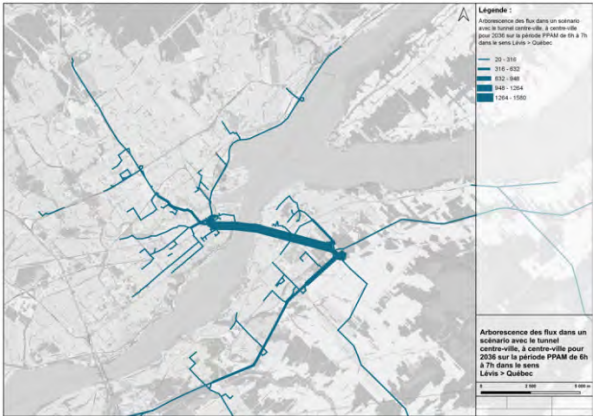 Légende :
Arborescence des flux dans un scénario
avec le tunnel centre-ville, à centre-ville
pour 2036 sur la période PPAM de 6h à 7h
dans le sens Lévis > Québec
20 - 316
316 - 632
632 - 948
948 - 1264
1264 - 1580
Arborescence des flux dans un
scénario avec le tunnel
centre-ville, à centre-ville pour
2036 sur la période PPAM de 6h
à 7h dans le sens
Lévis > Québec
0 2 500 5 000 m